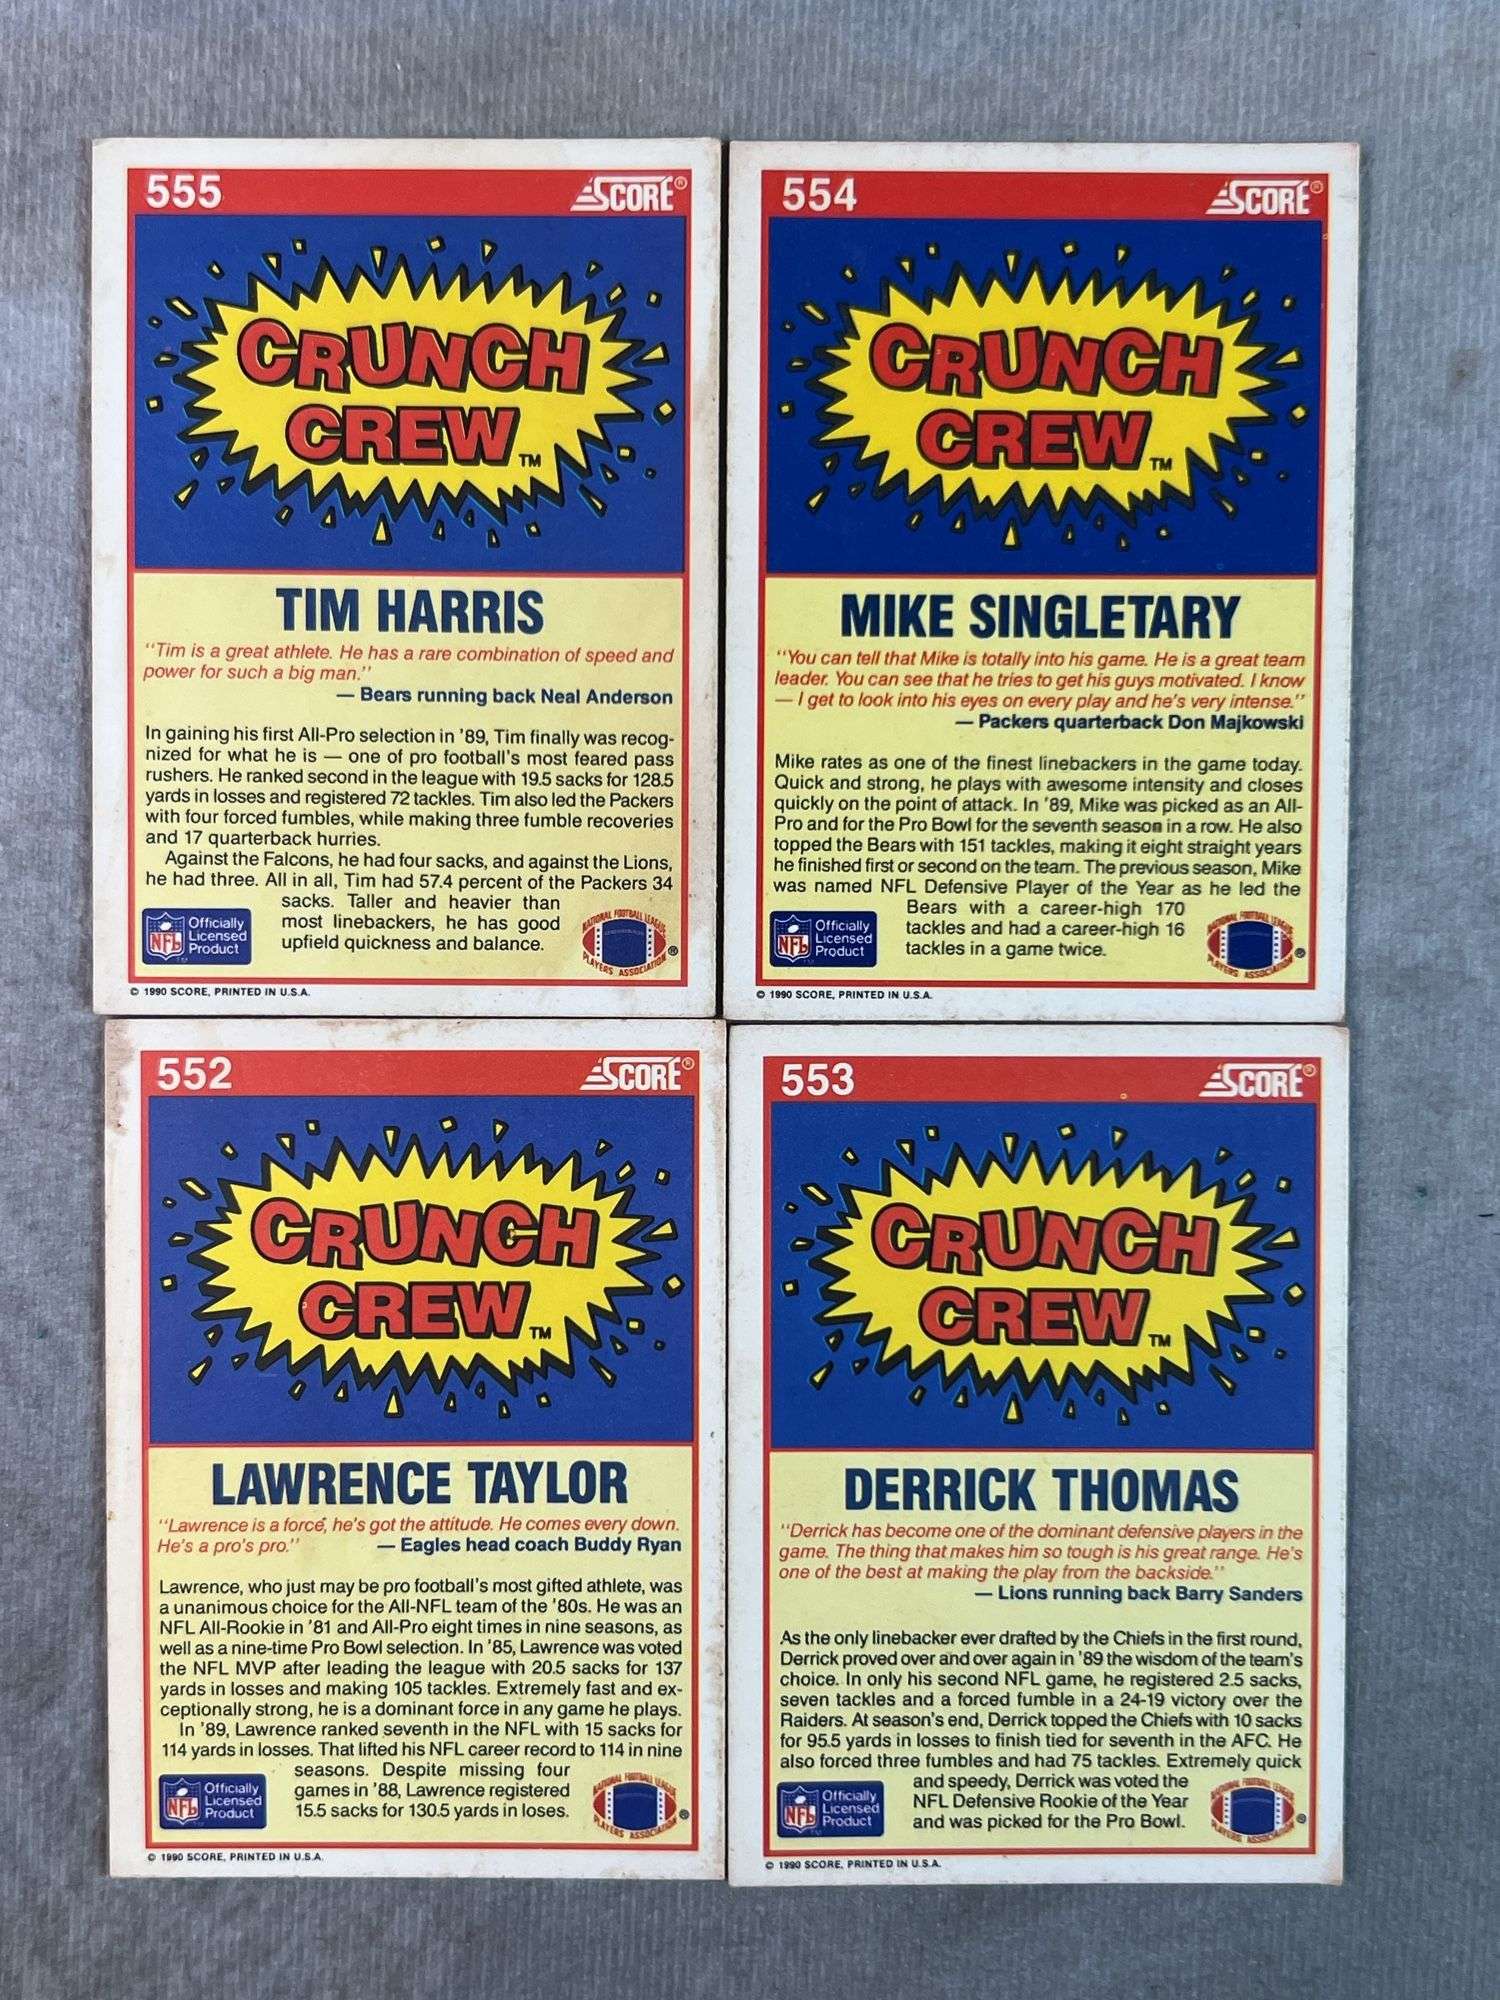 555
SCORE®
CRUNCH
CREW™
TIM HARRIS
"Tim is a great athlete. He has a rare combination of speed and
power for such a big man."
— Bears running back Neal Anderson
In gaining his first All-Pro selection in '89, Tim finally was recog-
nized for what he is — one of pro football's most feared pass
rushers. He ranked second in the league with 19.5 sacks for 128.5
yards in losses and registered 72 tackles. Tim also led the Packers
with four forced fumbles, while making three fumble recoveries
and 17 quarterback hurries.
Against the Falcons, he had four sacks, and against the Lions,
he had three. All in all, Tim had 57.4 percent of the Packers 34
sacks. Taller and heavier than
most linebackers, he has good
upfield quickness and balance.
NFL
Officially
Licensed
Product
™
NATIONAL FOOTBALL LEAGUE
PLAYERS ASSOCIATION
®
© 1990 SCORE, PRINTED IN U.S.A.
554
SCORE®
CRUNCH
CREW™
MIKE SINGLETARY
"You can tell that Mike is totally into his game. He is a great team
leader. You can see that he tries to get his guys motivated. I know
— I get to look into his eyes on every play and he's very intense."
— Packers quarterback Don Majkowski
Mike rates as one of the finest linebackers in the game today.
Quick and strong, he plays with awesome intensity and closes
quickly on the point of attack. In '89, Mike was picked as an All-
Pro and for the Pro Bowl for the seventh season in a row. He also
topped the Bears with 151 tackles, making it eight straight years
he finished first or second on the team. The previous season, Mike
was named NFL Defensive Player of the Year as he led the
Bears with a career-high 170
tackles and had a career-high 16
tackles in a game twice.
NFL
Officially
Licensed
Product
™
NATIONAL FOOTBALL LEAGUE
PLAYERS ASSOCIATION
®
© 1990 SCORE, PRINTED IN U.S.A.
552
SCORE®
CRUNCH
CREW™
LAWRENCE TAYLOR
"Lawrence is a force, he's got the attitude. He comes every down.
He's a pro's pro." — Eagles head coach Buddy Ryan
Lawrence, who just may be pro football's most gifted athlete, was
a unanimous choice for the All-NFL team of the '80s. He was an
NFL All-Rookie in '81 and All-Pro eight times in nine seasons, as
well as a nine-time Pro Bowl selection. In '85, Lawrence was voted
the NFL MVP after leading the league with 20.5 sacks for 137
yards in losses and making 105 tackles. Extremely fast and ex-
ceptionally strong, he is a dominant force in any game he plays.
In '89, Lawrence ranked seventh in the NFL with 15 sacks for
114 yards in losses. That lifted his NFL career record to 114 in nine
seasons. Despite missing four
games in '88, Lawrence registered
15.5 sacks for 130.5 yards in loses.
NFL
Officially
Licensed
Product
™
NATIONAL FOOTBALL LEAGUE
PLAYERS ASSOCIATION
®
© 1990 SCORE, PRINTED IN U.S.A.
553
SCORE®
CRUNCH
CREW™
DERRICK THOMAS
"Derrick has become one of the dominant defensive players in the
game. The thing that makes him so tough is his great range. He's
one of the best at making the play from the backside."
— Lions running back Barry Sanders
As the only linebacker ever drafted by the Chiefs in the first round,
Derrick proved over and over again in '89 the wisdom of the team's
choice. In only his second NFL game, he registered 2.5 sacks,
seven tackles and a forced fumble in a 24-19 victory over the
Raiders. At season's end, Derrick topped the Chiefs with 10 sacks
for 95.5 yards in losses to finish tied for seventh in the AFC. He
also forced three fumbles and had 75 tackles. Extremely quick
and speedy, Derrick was voted the
NFL Defensive Rookie of the Year
and was picked for the Pro Bowl.
NFL
Officially
Licensed
Product
™
NATIONAL FOOTBALL LEAGUE
PLAYERS ASSOCIATION
®
© 1990 SCORE, PRINTED IN U.S.A.